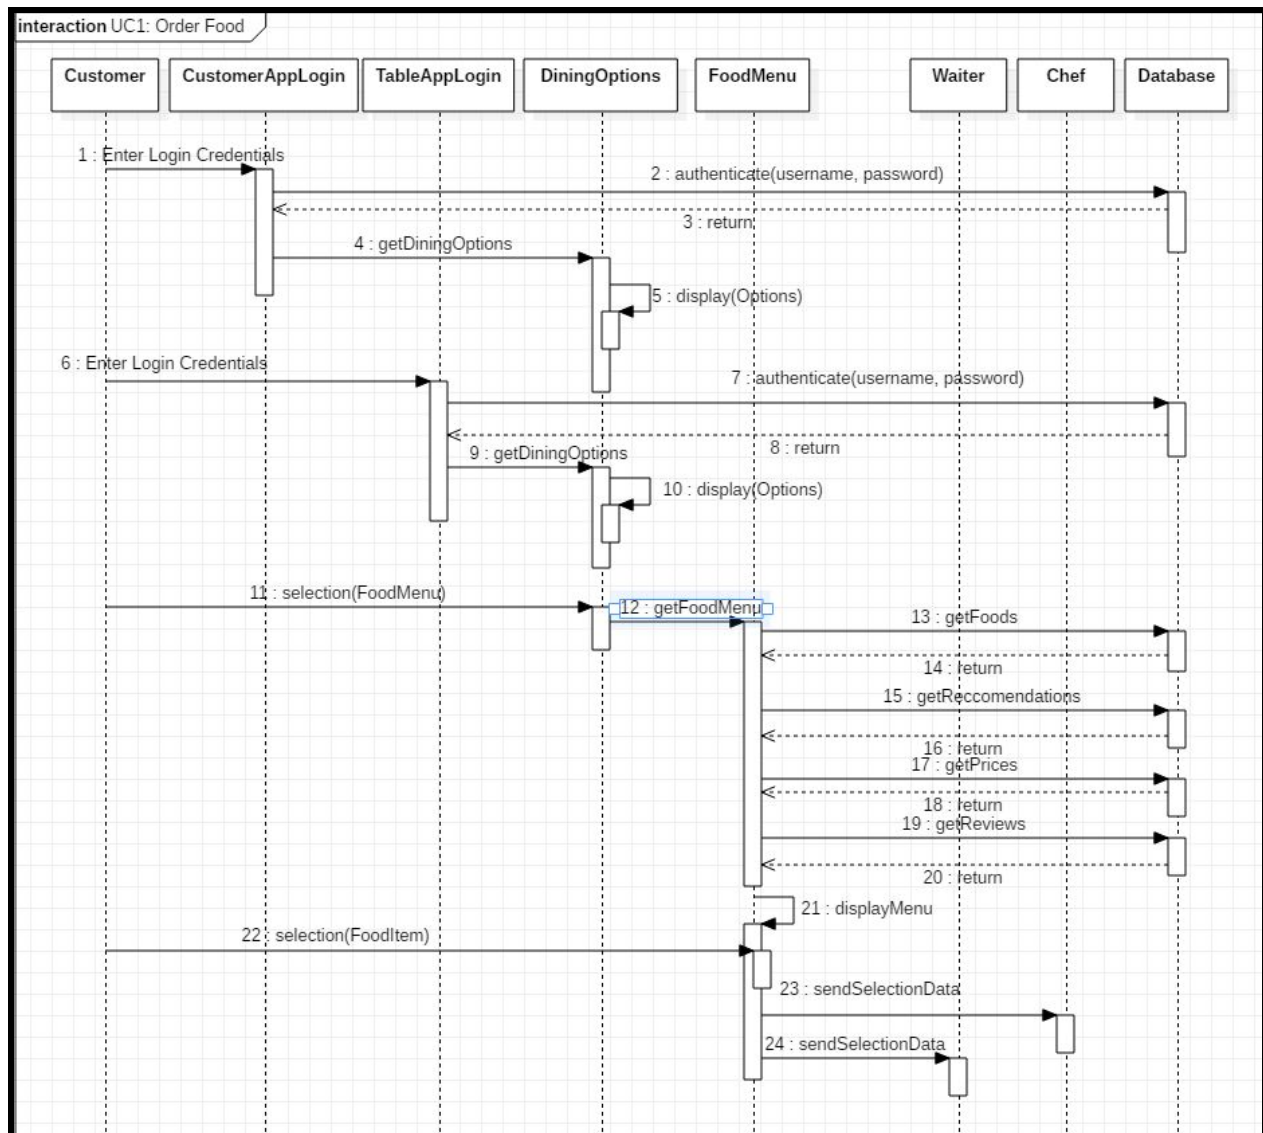 interaction UC1: Order Food
Customer
CustomerAppLogin
TableAppLogin
DiningOptions
FoodMenu
Waiter
Chef
Database
1 : Enter Login Credentials
2 : authenticate(username, password)
3 : return
4 : getDiningOptions
5 : display(Options)
6 : Enter Login Credentials
7 : authenticate(username, password)
8 : return
9 : getDiningOptions
10 : display(Options)
11 : selection(FoodMenu)
12 : getFoodMenu
13 : getFoods
14 : return
15 : getReccomendations
16 : return
17 : getPrices
18 : return
19 : getReviews
20 : return
21 : displayMenu
22 : selection(FoodItem)
23 : sendSelectionData
24 : sendSelectionData